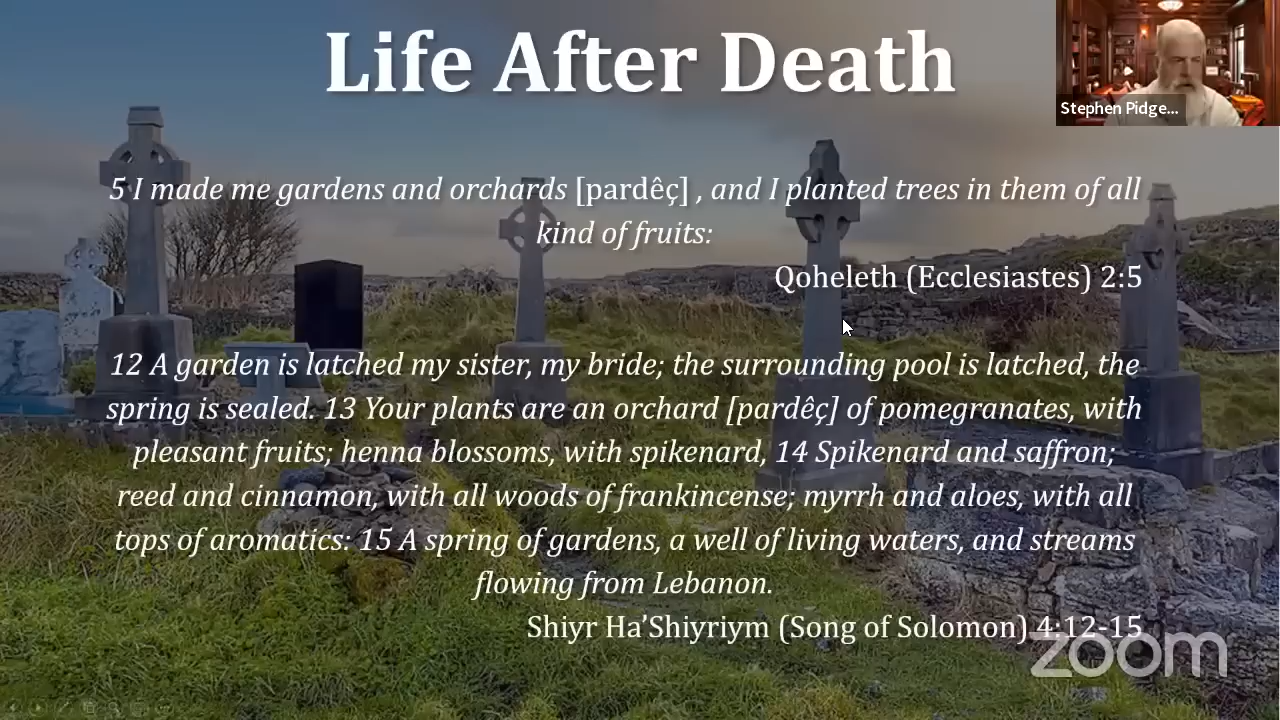 Life After Death
Stephen Pidge...
5 I made me gardens and orchards [pardêç] , and I planted trees in them of all
kind of fruits:
Qoheleth (Ecclesiastes) 2:5
12 A garden is latched my sister, my bride; the surrounding pool is latched, the
spring is sealed. 13 Your plants are an orchard [pardêç] of pomegranates, with
pleasant fruits; henna blossoms, with spikenard, 14 Spikenard and saffron;
reed and cinnamon, with all woods of frankincense; myrrh and aloes, with all
tops of aromatics: 15 A spring of gardens, a well of living waters, and streams
flowing from Lebanon.
Shiyr Ha’Shiyriym (Song of Solomon) 4:12-15
zoom